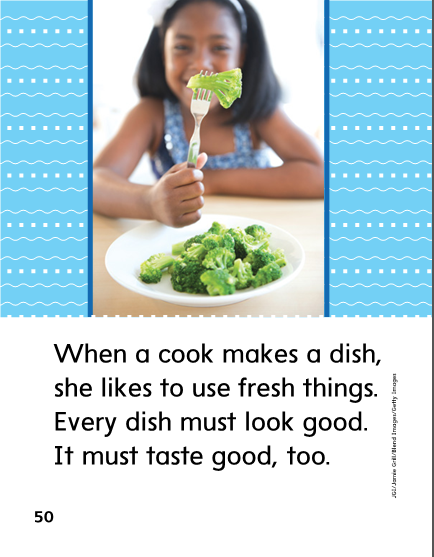 When a cook makes a dish,
she likes to use fresh things.
Every dish must look good.
It must taste good, too.
JGI/Jamie Grill/Blend Images/Getty Images
50